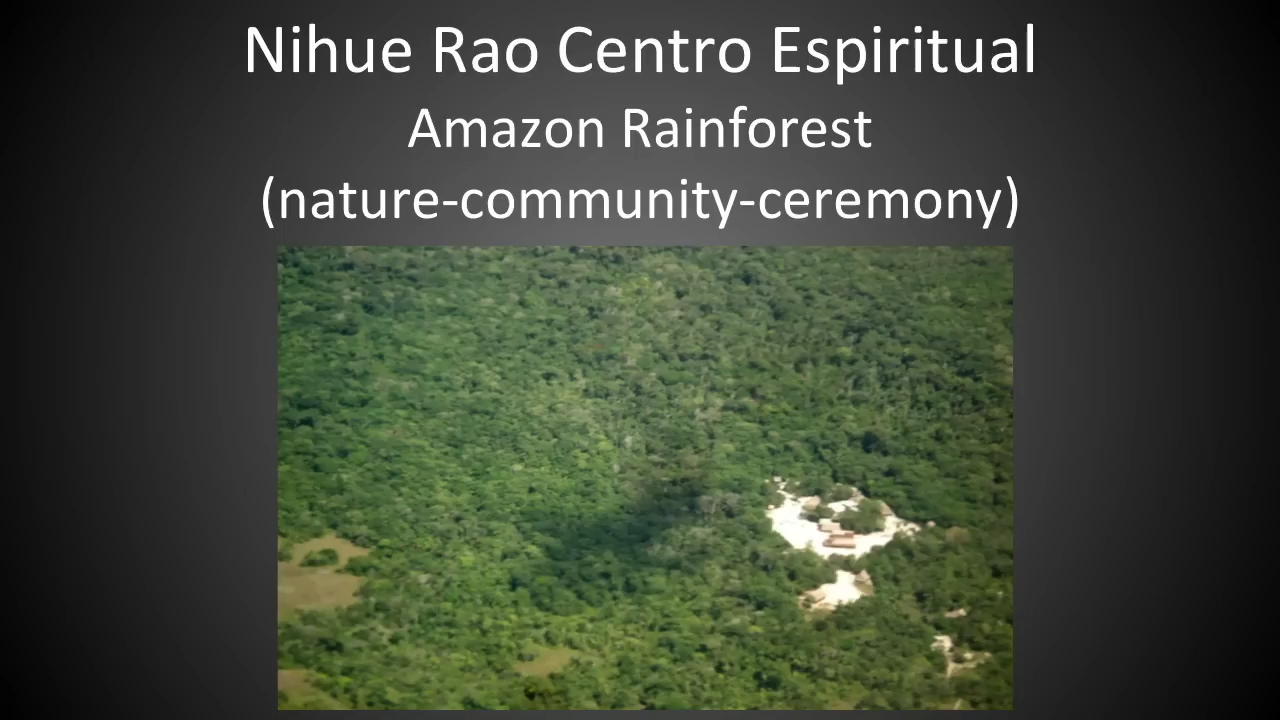 Nihue Rao Centro Espiritual
Amazon Rainforest
(nature-community-ceremony)